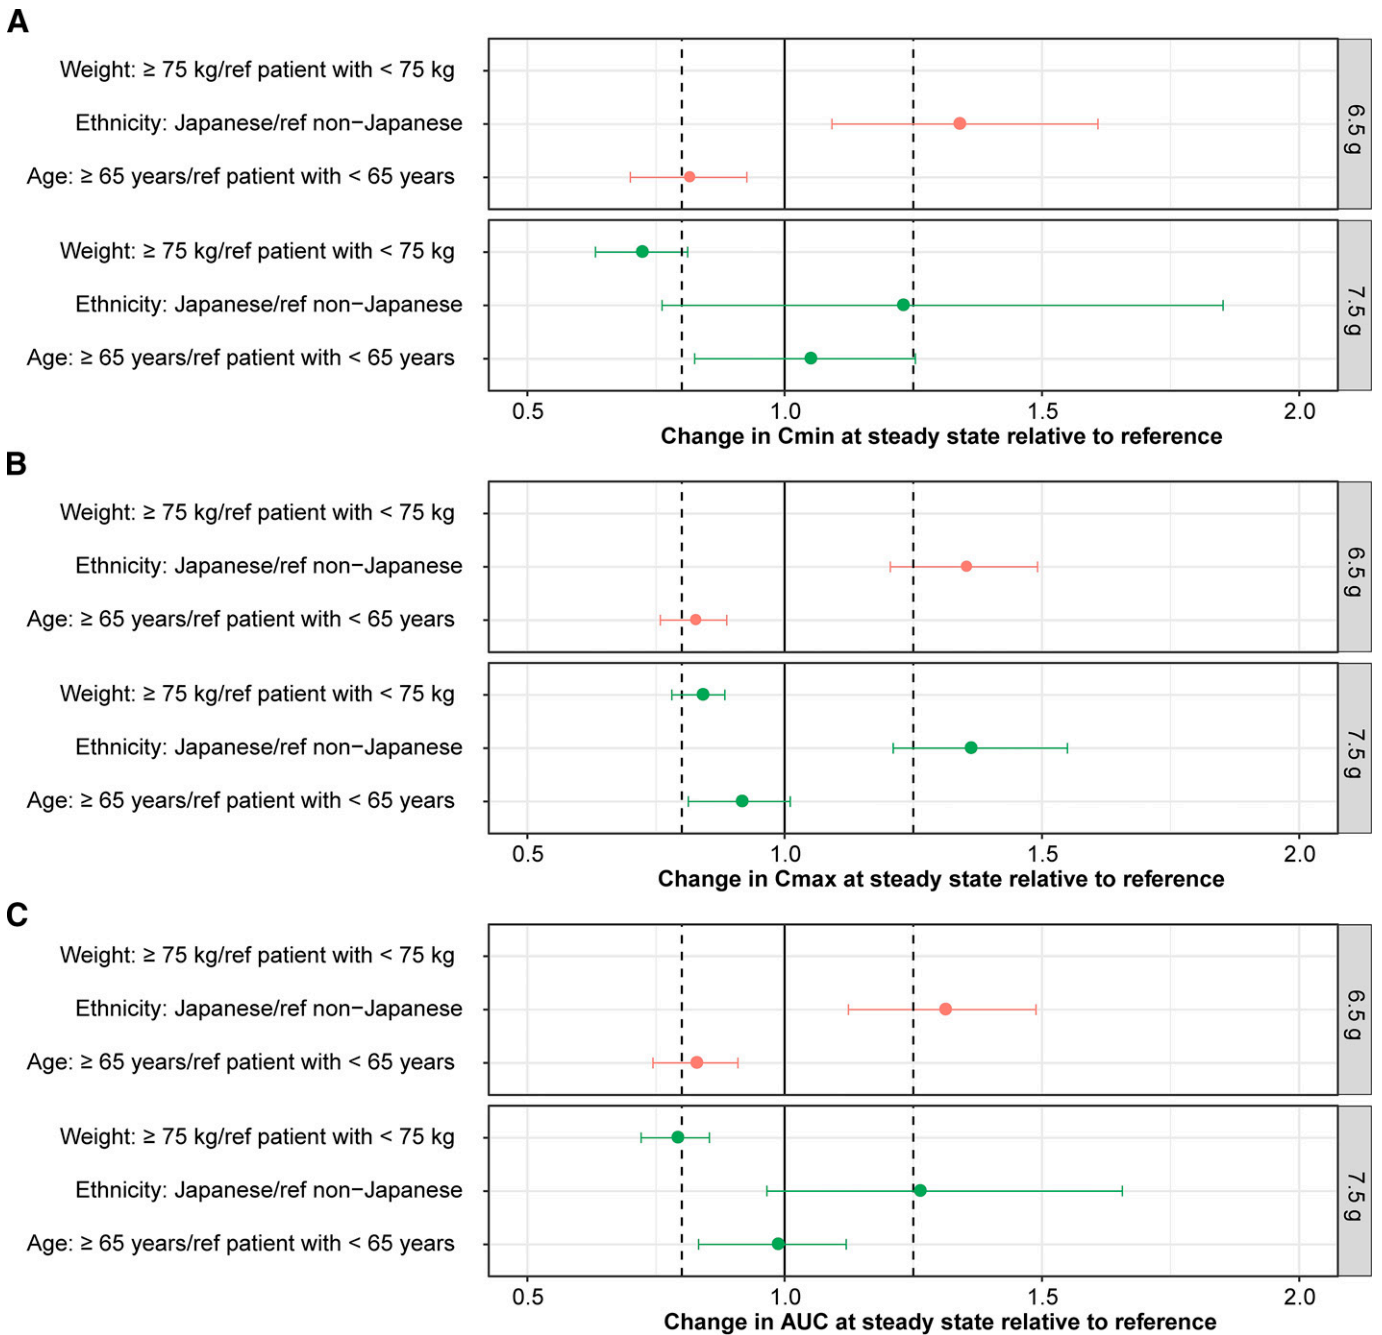 A
Weight: ≥ 75 kg/ref patient with < 75 kg
Ethnicity: Japanese/ref non−Japanese
Age: ≥ 65 years/ref patient with < 65 years
6.5 g
Weight: ≥ 75 kg/ref patient with < 75 kg
Ethnicity: Japanese/ref non−Japanese
Age: ≥ 65 years/ref patient with < 65 years
7.5 g
0.5 1.0 1.5 2.0
Change in Cmin at steady state relative to reference
B
Weight: ≥ 75 kg/ref patient with < 75 kg
Ethnicity: Japanese/ref non−Japanese
Age: ≥ 65 years/ref patient with < 65 years
6.5 g
Weight: ≥ 75 kg/ref patient with < 75 kg
Ethnicity: Japanese/ref non−Japanese
Age: ≥ 65 years/ref patient with < 65 years
7.5 g
0.5 1.0 1.5 2.0
Change in Cmax at steady state relative to reference
C
Weight: ≥ 75 kg/ref patient with < 75 kg
Ethnicity: Japanese/ref non−Japanese
Age: ≥ 65 years/ref patient with < 65 years
6.5 g
Weight: ≥ 75 kg/ref patient with < 75 kg
Ethnicity: Japanese/ref non−Japanese
Age: ≥ 65 years/ref patient with < 65 years
7.5 g
0.5 1.0 1.5 2.0
Change in AUC at steady state relative to reference